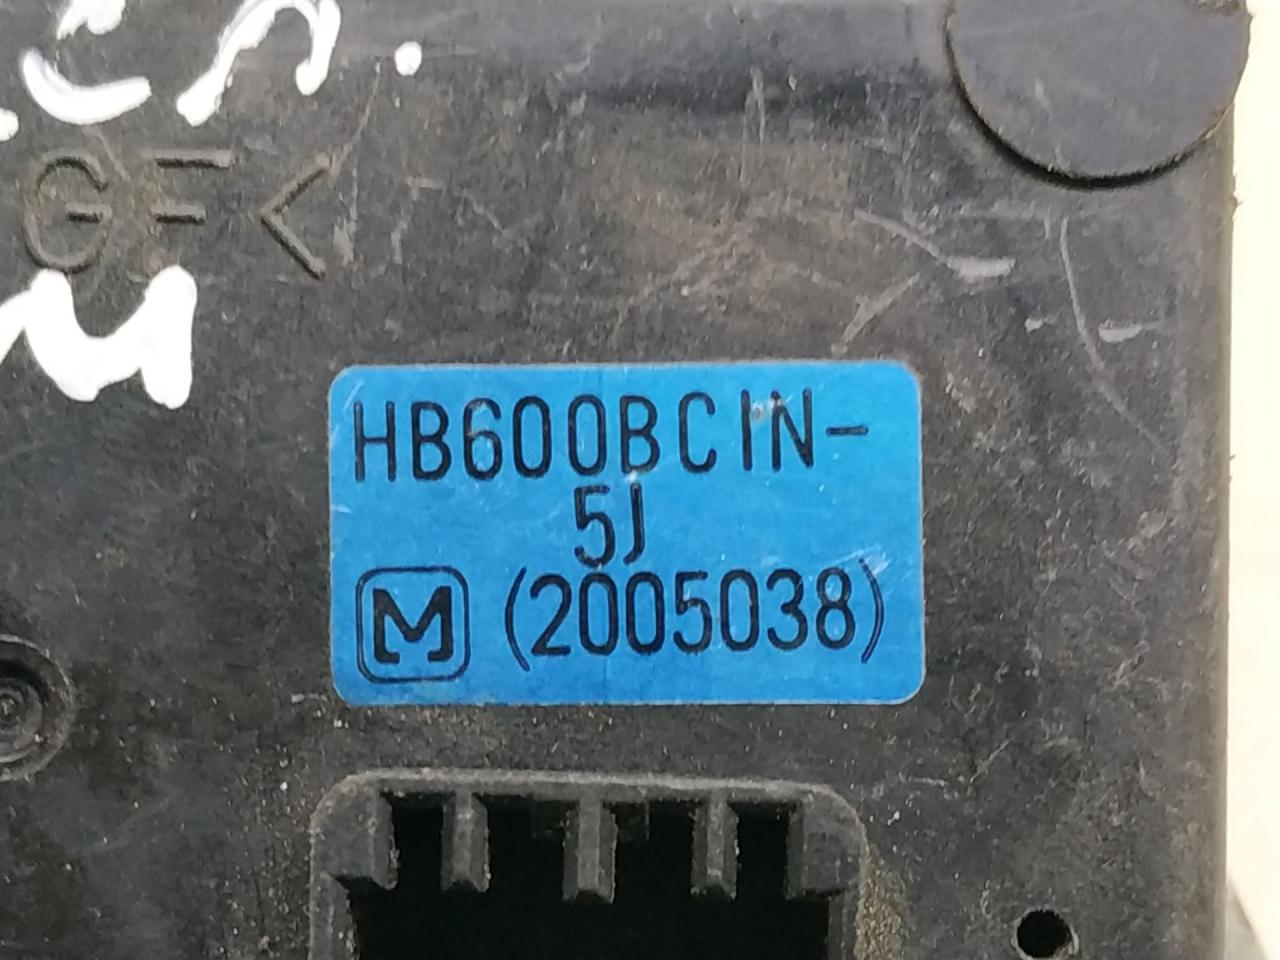 GF<
HB600BCIN-
5J
M (2005038)